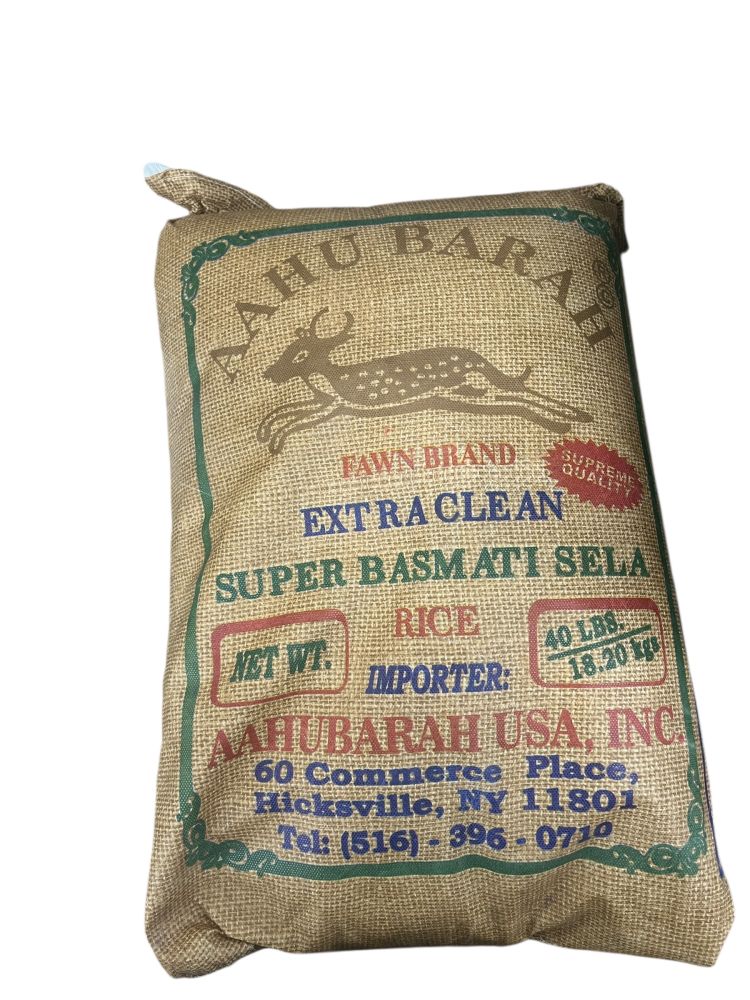 AAHU BARAH
FAWN BRAND
SUPREME
QUALITY
EXTRA CLEAN
SUPER BASMATI SELA
RICE
NET WT.
40 LBS.
18.20 kgs
IMPORTER:
AAHUBARAH USA, INC.
60 Commerce Place,
Hicksville, NY 11801
Tel: (516) - 396 - 0710